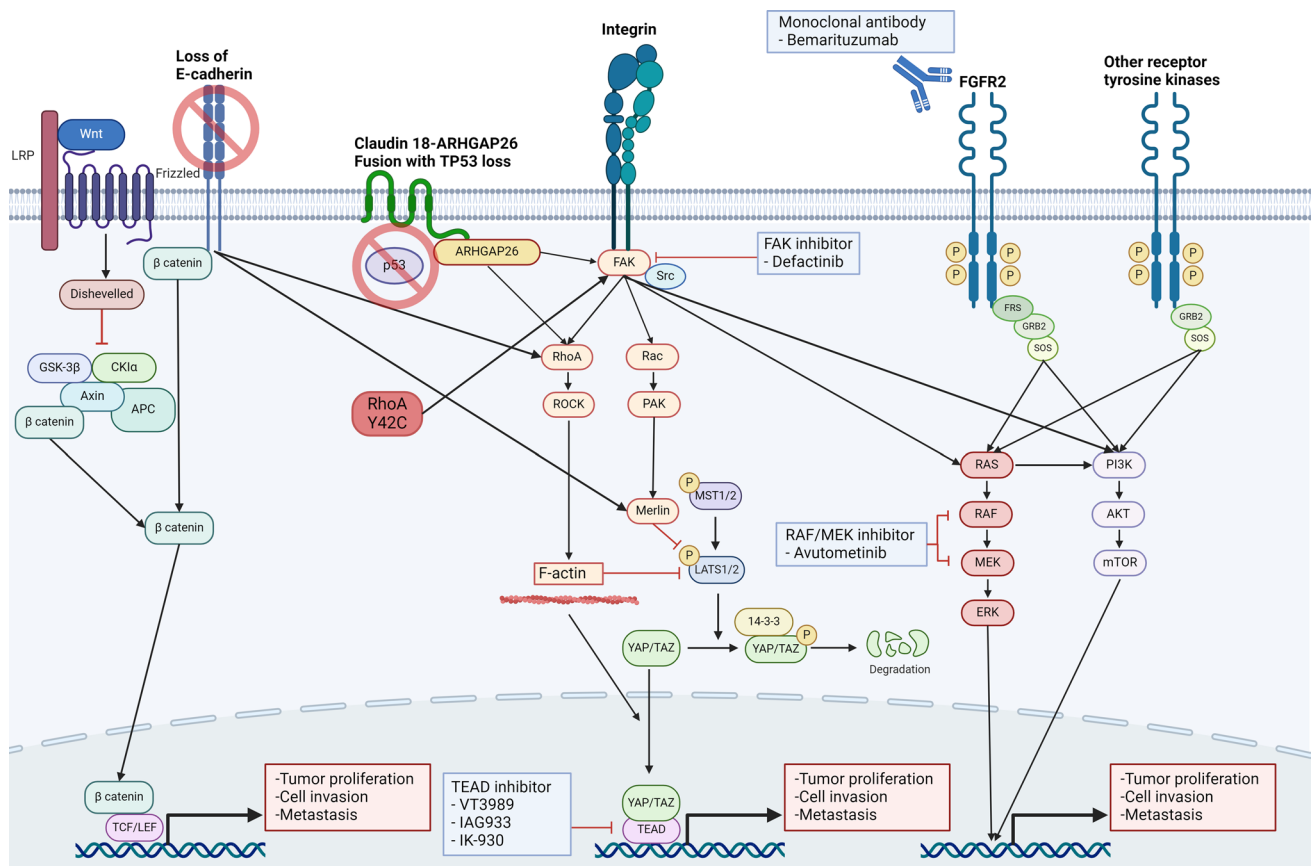 Monoclonal antibody
- Bemarituzumab
Integrin
Loss of
E-cadherin
FGFR2
Other receptor
tyrosine kinases
Wnt
LRP
Frizzled
Claudin 18-ARHGAP26
Fusion with TP53 loss
ARHGAP26
p53
β catenin
FAK
Src
FAK inhibitor
- Defactinib
P
P
P
P
P
P
P
P
Dishevelled
FRS
GRB2
SOS
GRB2
SOS
GSK-3β
CKIα
Axin
APC
β catenin
RhoA
Rac
ROCK
PAK
RhoA
Y42C
RAS
PI3K
P
MST1/2
Merlin
β catenin
RAF
AKT
RAF/MEK inhibitor
- Avutometinib
MEK
mTOR
P
LATS1/2
F-actin
ERK
14-3-3
P
YAP/TAZ
YAP/TAZ
Degradation
β catenin
TCF/LEF
-Tumor proliferation
-Cell invasion
-Metastasis
TEAD inhibitor
- VT3989
- IAG933
- IK-930
YAP/TAZ
TEAD
-Tumor proliferation
-Cell invasion
-Metastasis
-Tumor proliferation
-Cell invasion
-Metastasis